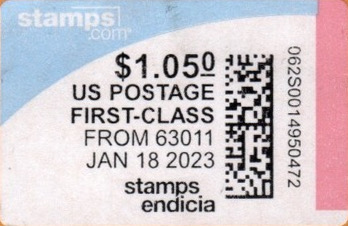 stamps
.com
$1.050
US POSTAGE
FIRST-CLASS
FROM 63011
JAN 18 2023
stamps
endicia
062S0014950472